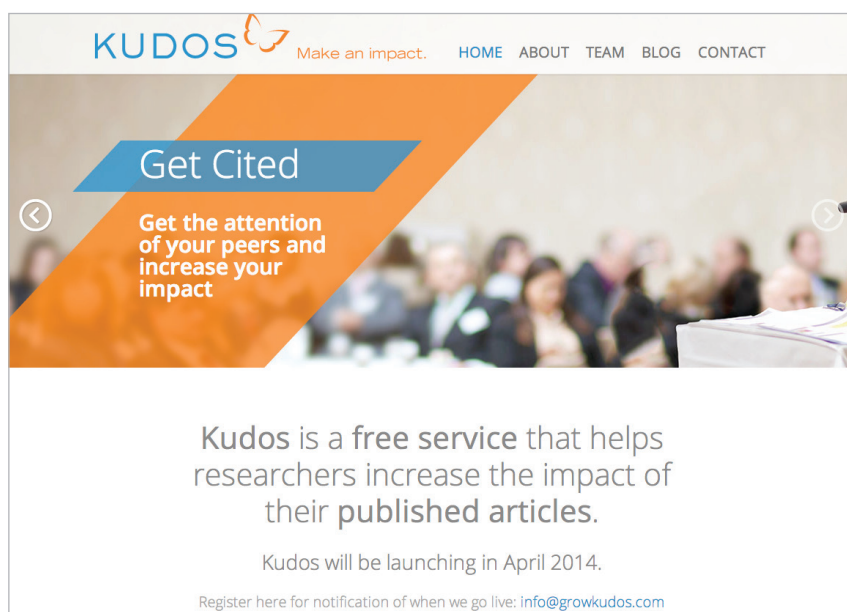 KUDOS Make an impact. HOME ABOUT TEAM BLOG CONTACT
Get Cited
Get the attention
of your peers and
increase your
impact
Kudos is a free service that helps
researchers increase the impact of
their published articles.
Kudos will be launching in April 2014.
Register here for notification of when we go live: info@growkudos.com